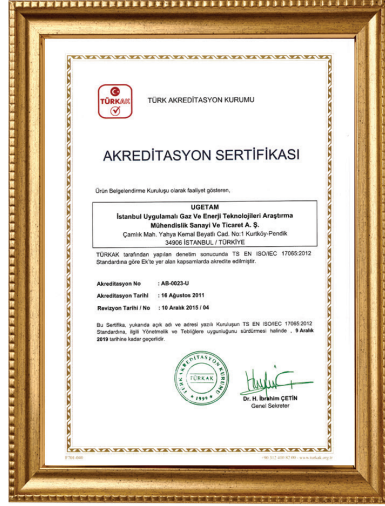 TÜRKAK
TÜRK AKREDİTASYON KURUMU
AKREDİTASYON SERTİFİKASI
Ürün Belgelendirme Kuruluşu olarak faaliyet gösteren,
UGETAM
İstanbul Uygulamalı Gaz Ve Enerji Teknolojileri Araştırma
Mühendislik Sanayi Ve Ticaret A. Ş.
Çamlık Mah. Yahya Kemal Beyatlı Cad. No:1 Kurtköy-Pendik
34906 İSTANBUL / TÜRKİYE
TÜRKAK tarafından yapılan denetim sonucunda TS EN ISO/IEC 17065:2012
Standardına göre Ek'te yer alan kapsamlarda akredite edilmiştir.
Akreditasyon No : AB-0023-U
Akreditasyon Tarihi : 16 Ağustos 2011
Revizyon Tarihi / No : 10 Aralık 2015 / 04
Bu Sertifika, yukarıda açık adı ve adresi yazılı Kuruluşun TS EN ISO/IEC 17065:2012
Standardına, ilgili Yönetmelik ve Tebliğlere uygunluğunu sürdürmesi halinde , 9 Aralık
2019 tarihine kadar geçerlidir.
TÜRK AKREDİTASYON KURUMU
TÜRKAK
1999
Dr. H. İbrahim ÇETİN
Genel Sekreter